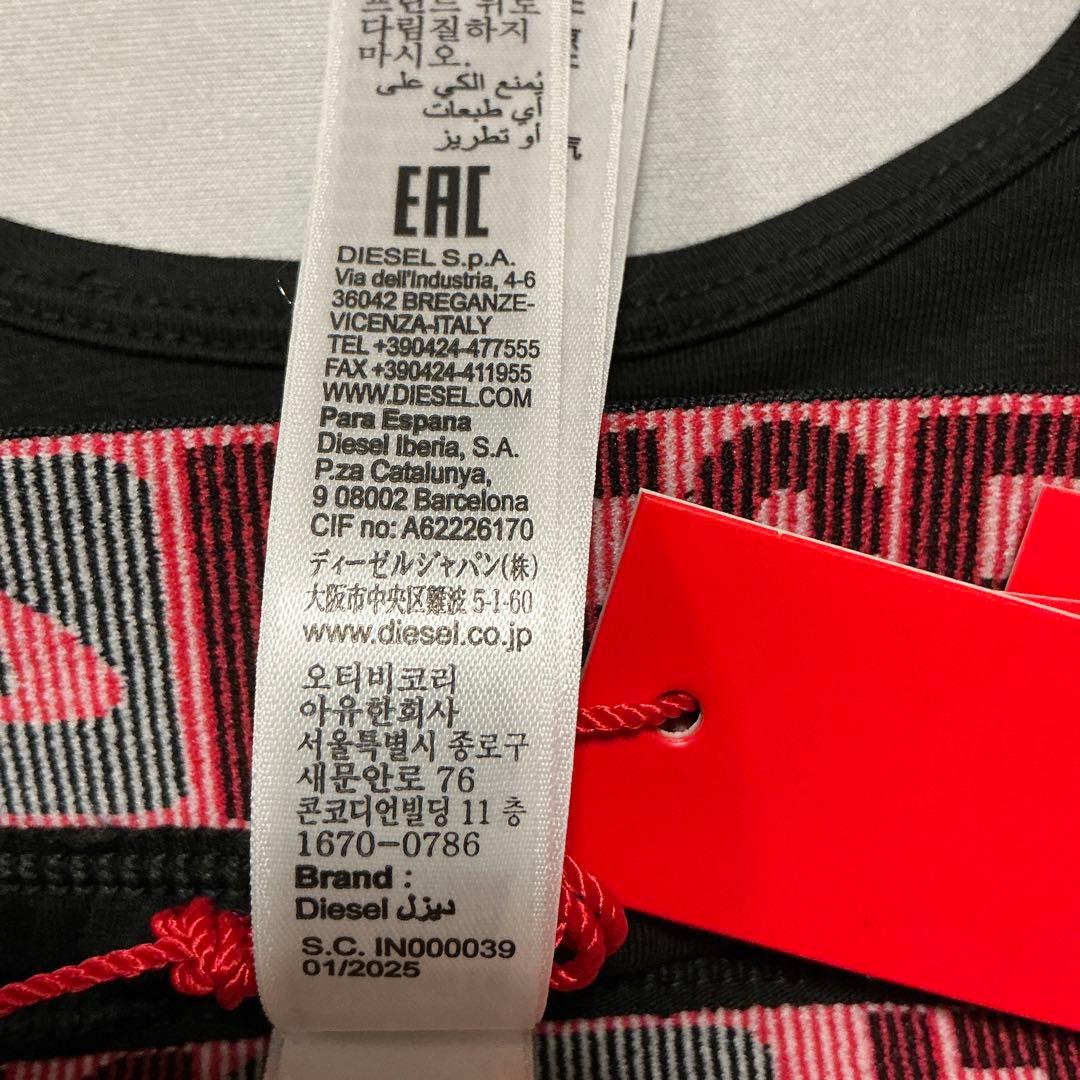 프린트 위로
다림질하지
마시오.
يُمنع الكي على
أي طبعات
أو تطريز
EAC
DIESEL S.p.A.
Via dell'Industria, 4-6
36042 BREGANZE-
VICENZA-ITALY
TEL +390424-477555
FAX +390424-411955
WWW.DIESEL.COM
Para Espana
Diesel Iberia, S.A.
P.za Catalunya,
9 08002 Barcelona
CIF no: A62226170
ディーゼルジャパン(株)
大阪市中央区難波 5-1-60
www.diesel.co.jp
오티비코리
아유한회사
서울특별시 종로구
새문안로 76
콘코디언빌딩 11 층
1670-0786
Brand :
Diesel ديزل
S.C. IN000039
01/2025